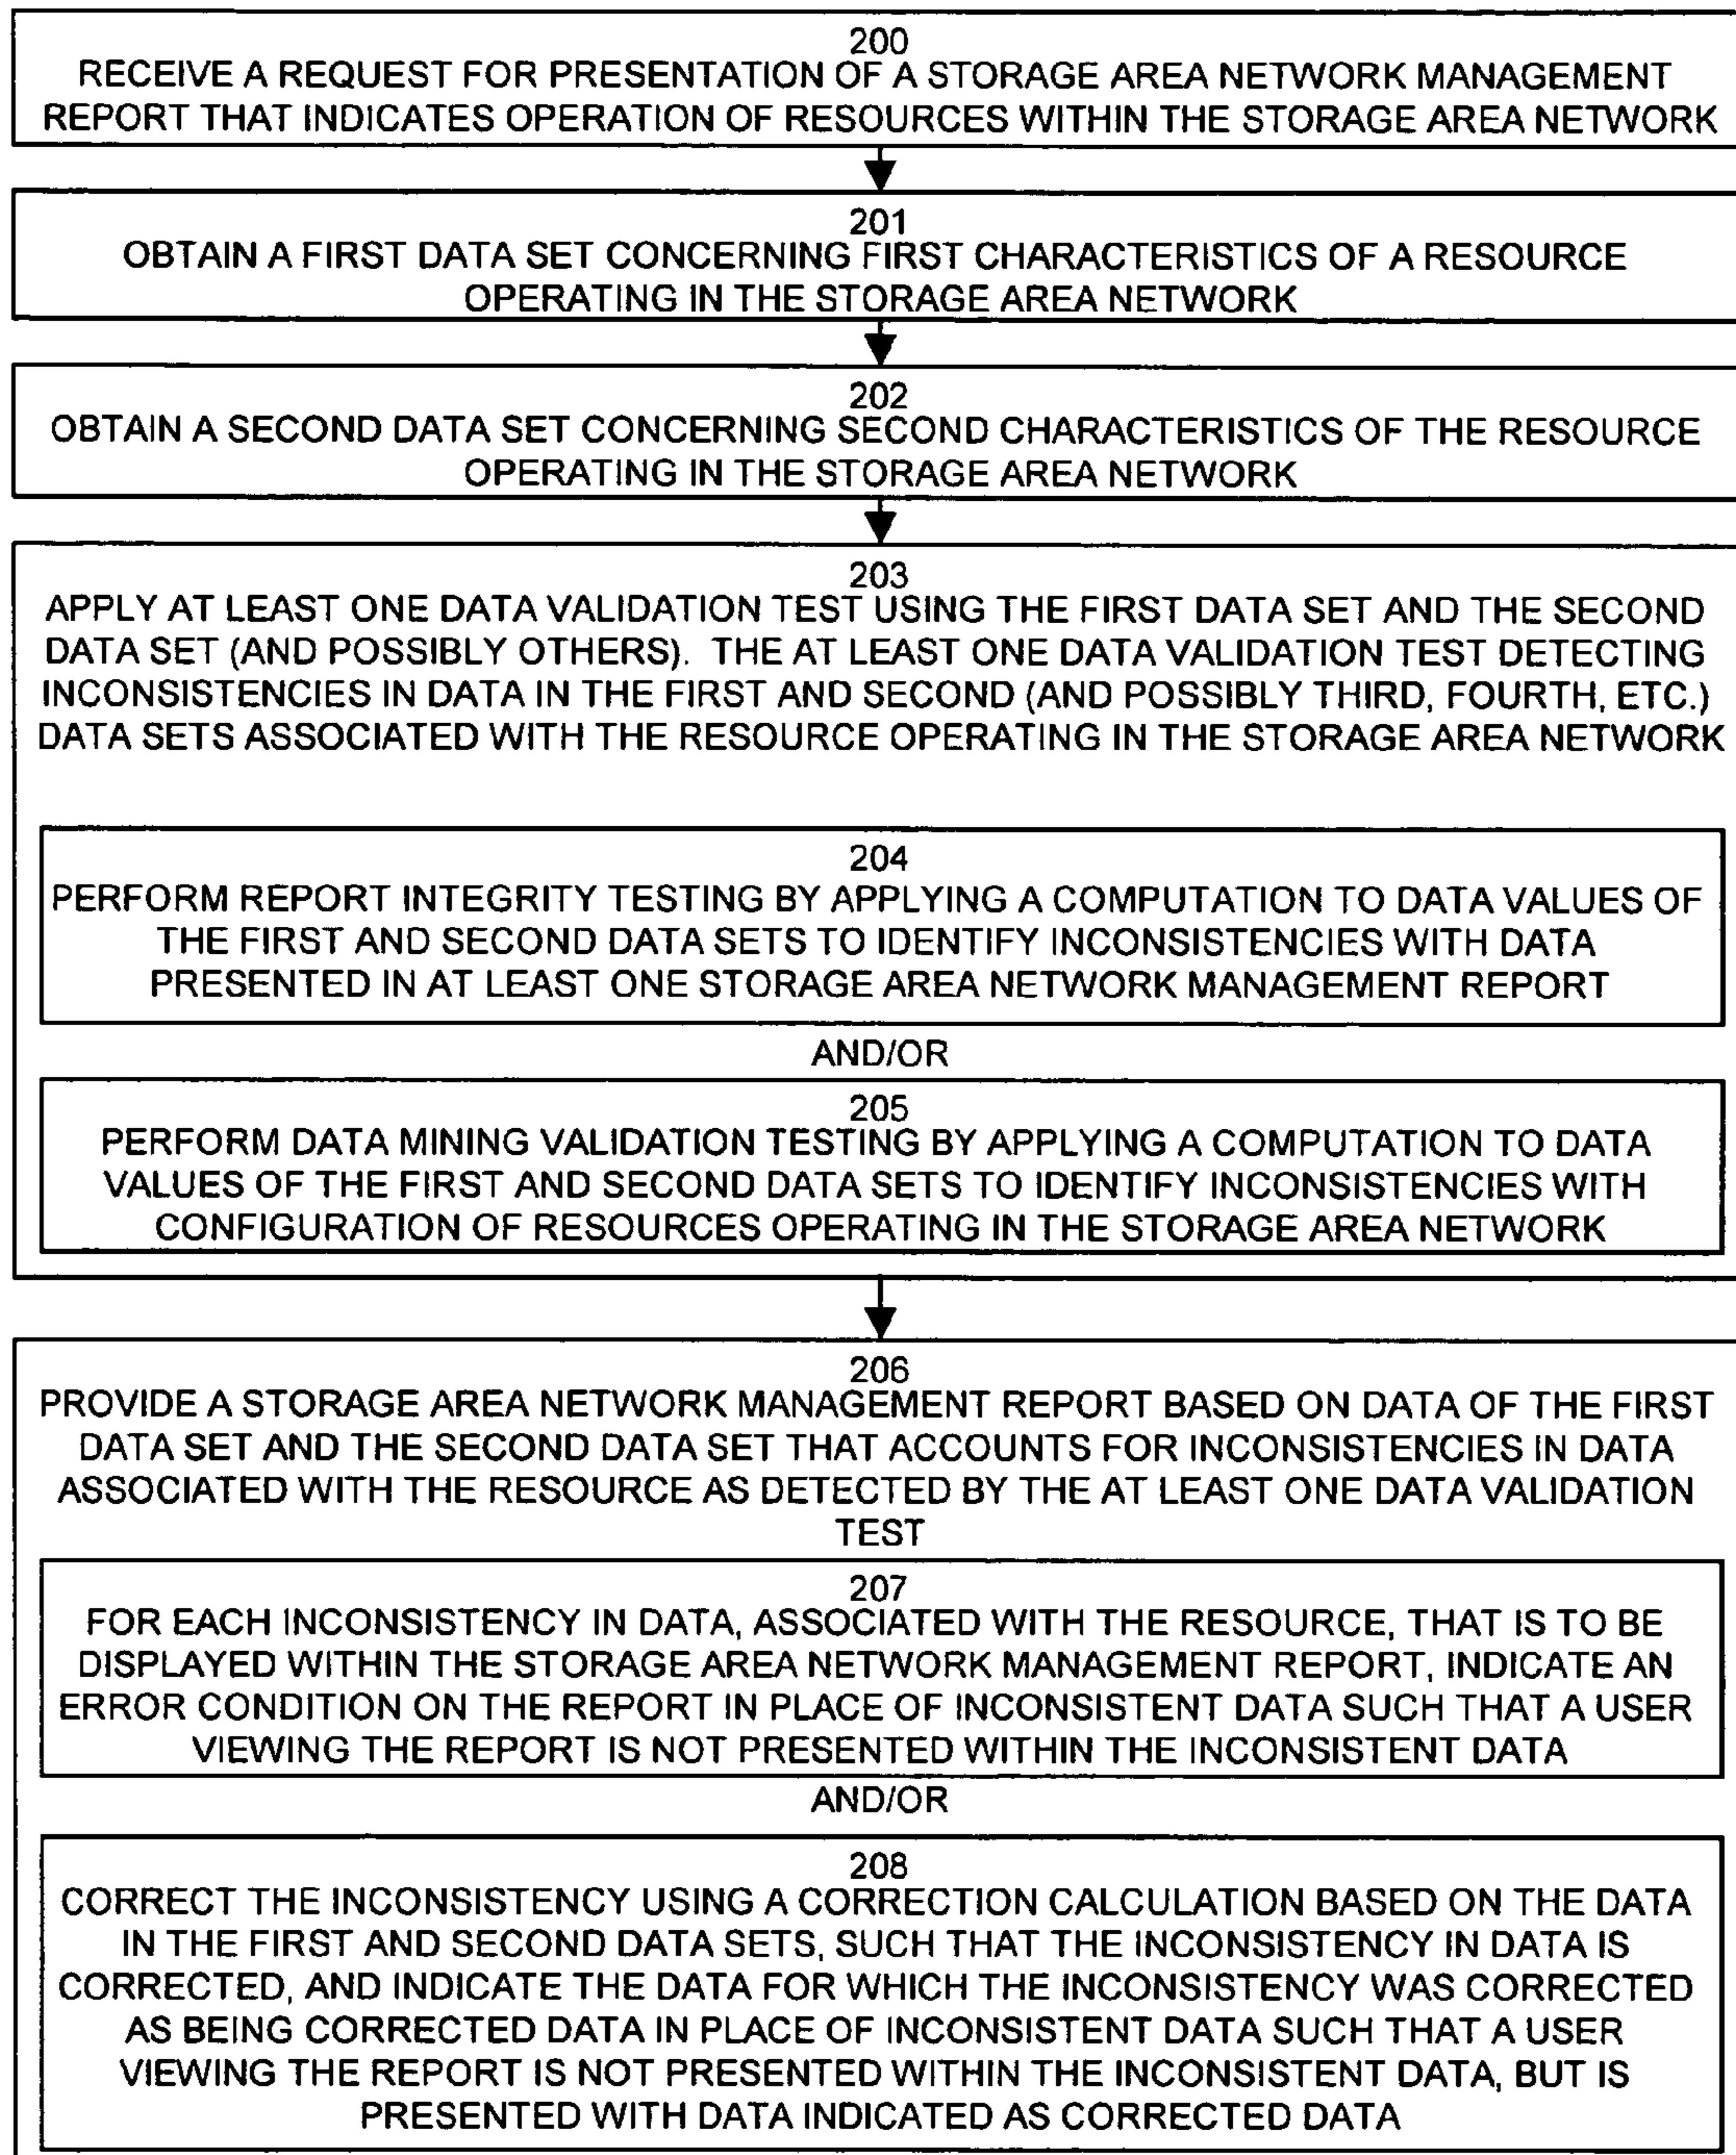 200
RECEIVE A REQUEST FOR PRESENTATION OF A STORAGE AREA NETWORK MANAGEMENT
REPORT THAT INDICATES OPERATION OF RESOURCES WITHIN THE STORAGE AREA NETWORK
201
OBTAIN A FIRST DATA SET CONCERNING FIRST CHARACTERISTICS OF A RESOURCE
OPERATING IN THE STORAGE AREA NETWORK
202
OBTAIN A SECOND DATA SET CONCERNING SECOND CHARACTERISTICS OF THE RESOURCE
OPERATING IN THE STORAGE AREA NETWORK
203
APPLY AT LEAST ONE DATA VALIDATION TEST USING THE FIRST DATA SET AND THE SECOND
DATA SET (AND POSSIBLY OTHERS). THE AT LEAST ONE DATA VALIDATION TEST DETECTING
INCONSISTENCIES IN DATA IN THE FIRST AND SECOND (AND POSSIBLY THIRD, FOURTH, ETC.)
DATA SETS ASSOCIATED WITH THE RESOURCE OPERATING IN THE STORAGE AREA NETWORK
204
PERFORM REPORT INTEGRITY TESTING BY APPLYING A COMPUTATION TO DATA VALUES OF
THE FIRST AND SECOND DATA SETS TO IDENTIFY INCONSISTENCIES WITH DATA
PRESENTED IN AT LEAST ONE STORAGE AREA NETWORK MANAGEMENT REPORT
AND/OR
205
PERFORM DATA MINING VALIDATION TESTING BY APPLYING A COMPUTATION TO DATA
VALUES OF THE FIRST AND SECOND DATA SETS TO IDENTIFY INCONSISTENCIES WITH
CONFIGURATION OF RESOURCES OPERATING IN THE STORAGE AREA NETWORK
206
PROVIDE A STORAGE AREA NETWORK MANAGEMENT REPORT BASED ON DATA OF THE FIRST
DATA SET AND THE SECOND DATA SET THAT ACCOUNTS FOR INCONSISTENCIES IN DATA
ASSOCIATED WITH THE RESOURCE AS DETECTED BY THE AT LEAST ONE DATA VALIDATION
TEST
207
FOR EACH INCONSISTENCY IN DATA, ASSOCIATED WITH THE RESOURCE, THAT IS TO BE
DISPLAYED WITHIN THE STORAGE AREA NETWORK MANAGEMENT REPORT, INDICATE AN
ERROR CONDITION ON THE REPORT IN PLACE OF INCONSISTENT DATA SUCH THAT A USER
VIEWING THE REPORT IS NOT PRESENTED WITHIN THE INCONSISTENT DATA
AND/OR
208
CORRECT THE INCONSISTENCY USING A CORRECTION CALCULATION BASED ON THE DATA
IN THE FIRST AND SECOND DATA SETS, SUCH THAT THE INCONSISTENCY IN DATA IS
CORRECTED, AND INDICATE THE DATA FOR WHICH THE INCONSISTENCY WAS CORRECTED
AS BEING CORRECTED DATA IN PLACE OF INCONSISTENT DATA SUCH THAT A USER
VIEWING THE REPORT IS NOT PRESENTED WITHIN THE INCONSISTENT DATA, BUT IS
PRESENTED WITH DATA INDICATED AS CORRECTED DATA